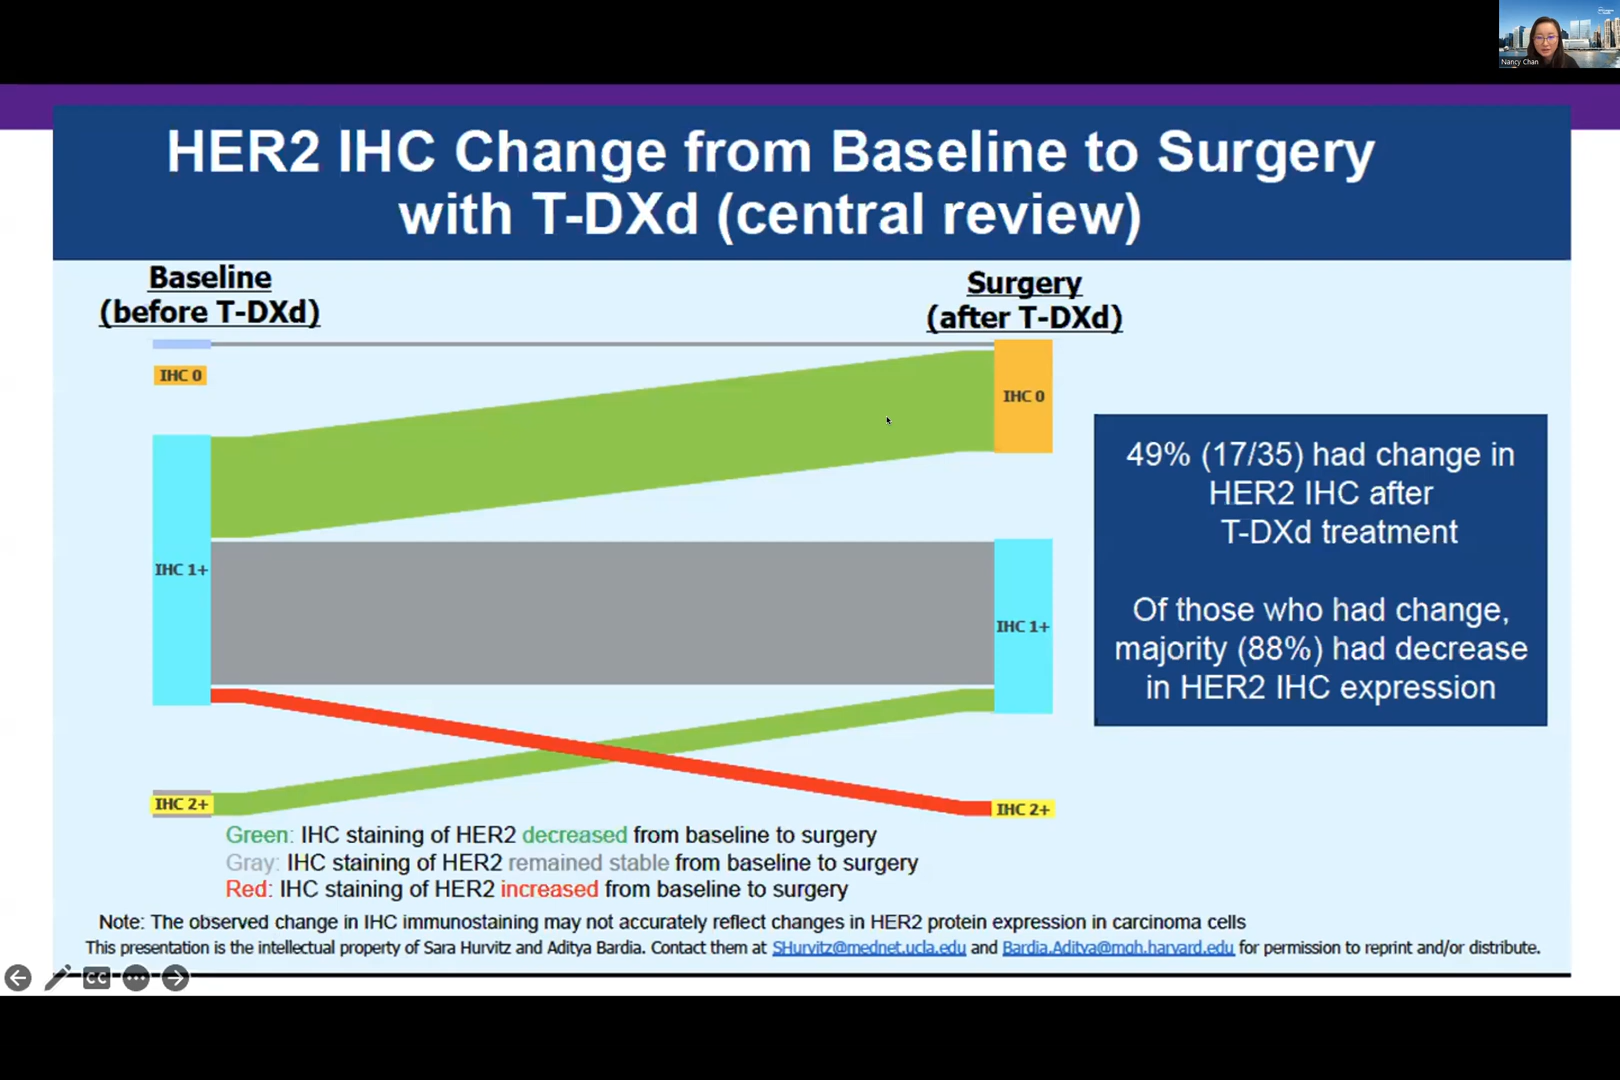 Nancy Chan
HER2 IHC Change from Baseline to Surgery
with T-DXd (central review)
Baseline
(before T-DXd)
Surgery
(after T-DXd)
IHC 0
IHC 0
IHC 1+
IHC 1+
IHC 2+
IHC 2+
49% (17/35) had change in
HER2 IHC after
T-DXd treatment
Of those who had change,
majority (88%) had decrease
in HER2 IHC expression
Green: IHC staining of HER2 decreased from baseline to surgery
Gray: IHC staining of HER2 remained stable from baseline to surgery
Red: IHC staining of HER2 increased from baseline to surgery
Note: The observed change in IHC immunostaining may not accurately reflect changes in HER2 protein expression in carcinoma cells
This presentation is the intellectual property of Sara Hurvitz and Aditya Bardia. Contact them at SHurvitz@mednet.ucla.edu and Bardia.Aditya@mgh.harvard.edu for permission to reprint and/or distribute.
CC